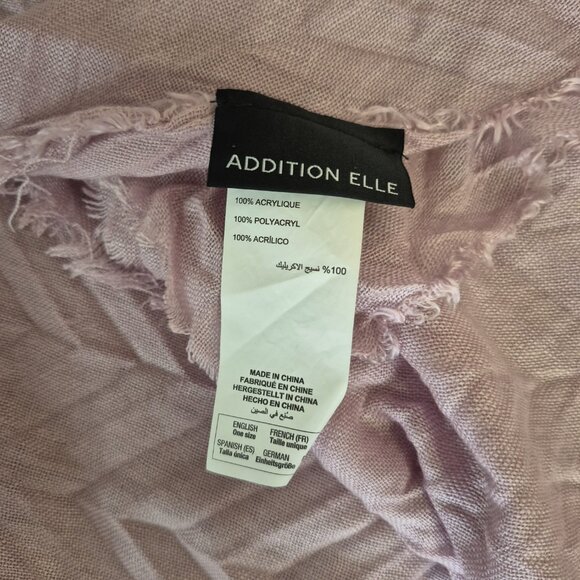 ADDITION ELLE
100% ACRYLIQUE
100% POLYACRYL
100% ACRÍLICO
%100 نسيج الاكريليك
MADE IN CHINA
FABRIQUÉ EN CHINE
HERGESTELLT IN CHINA
HECHO EN CHINA
صنع في الصين
ENGLISH
One size
FRENCH (FR)
Taille unique
SPANISH (ES)
Talla única
GERMAN
Einheitsgröße